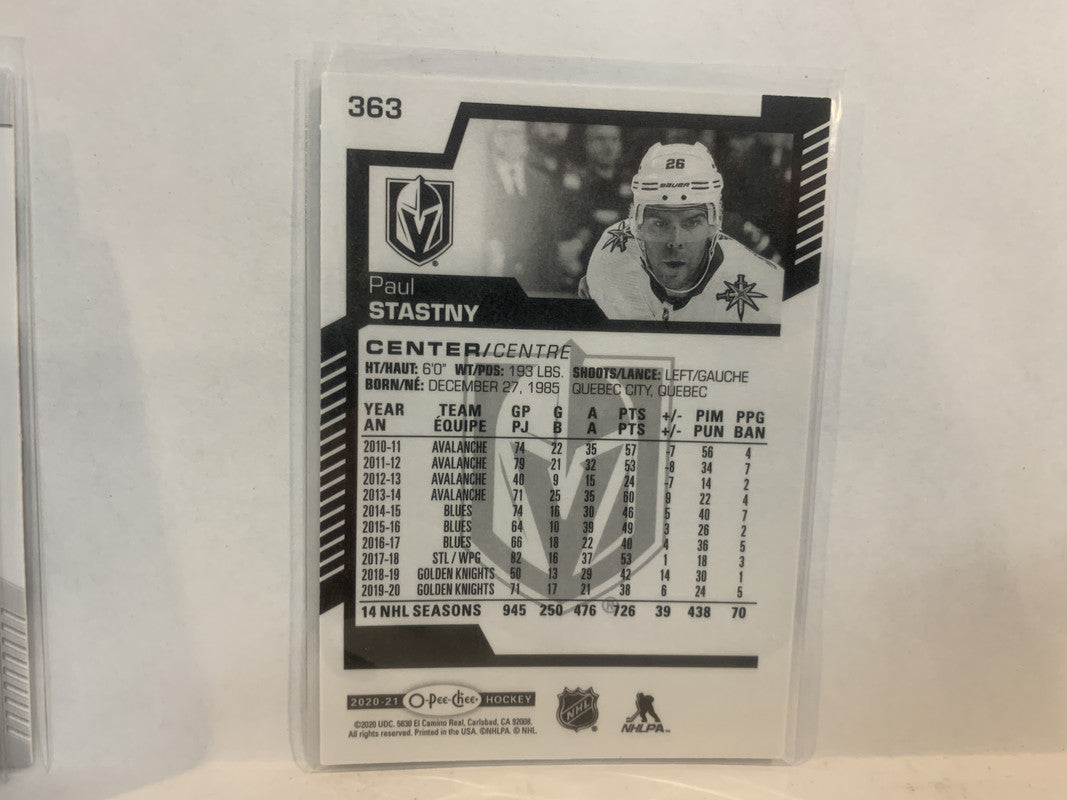 363
26
BAUER
26
Paul
STASTNY
CENTER/CENTRE
HT/HAUT: 6'0" WT/PDS: 193 LBS. SHOOTS/LANCE: LEFT/GAUCHE
BORN/NÉ: DECEMBER 27, 1985 QUEBEC CITY, QUEBEC
YEAR TEAM GP G A PTS +/- PIM PPG
AN ÉQUIPE PJ B A PTS +/- PUN BAN
2010-11 AVALANCHE 74 22 35 57 -7 56 4
2011-12 AVALANCHE 79 21 32 53 -8 34 7
2012-13 AVALANCHE 40 9 15 24 -7 14 2
2013-14 AVALANCHE 71 25 35 60 9 22 4
2014-15 BLUES 74 16 30 46 5 40 7
2015-16 BLUES 64 10 39 49 3 26 2
2016-17 BLUES 66 18 22 40 4 36 5
2017-18 STL / WPG 82 16 37 53 1 18 3
2018-19 GOLDEN KNIGHTS 50 13 29 42 14 30 1
2019-20 GOLDEN KNIGHTS 71 17 21 38 6 24 5
14 NHL SEASONS 945 250 476 726 39 438 70
2020-21 O-Pee-Chee HOCKEY
NHL
NHLPA™
©2020 UDC. 5830 El Camino Real, Carlsbad, CA 92008.
All rights reserved. Printed in the USA. ©NHLPA. © NHL.